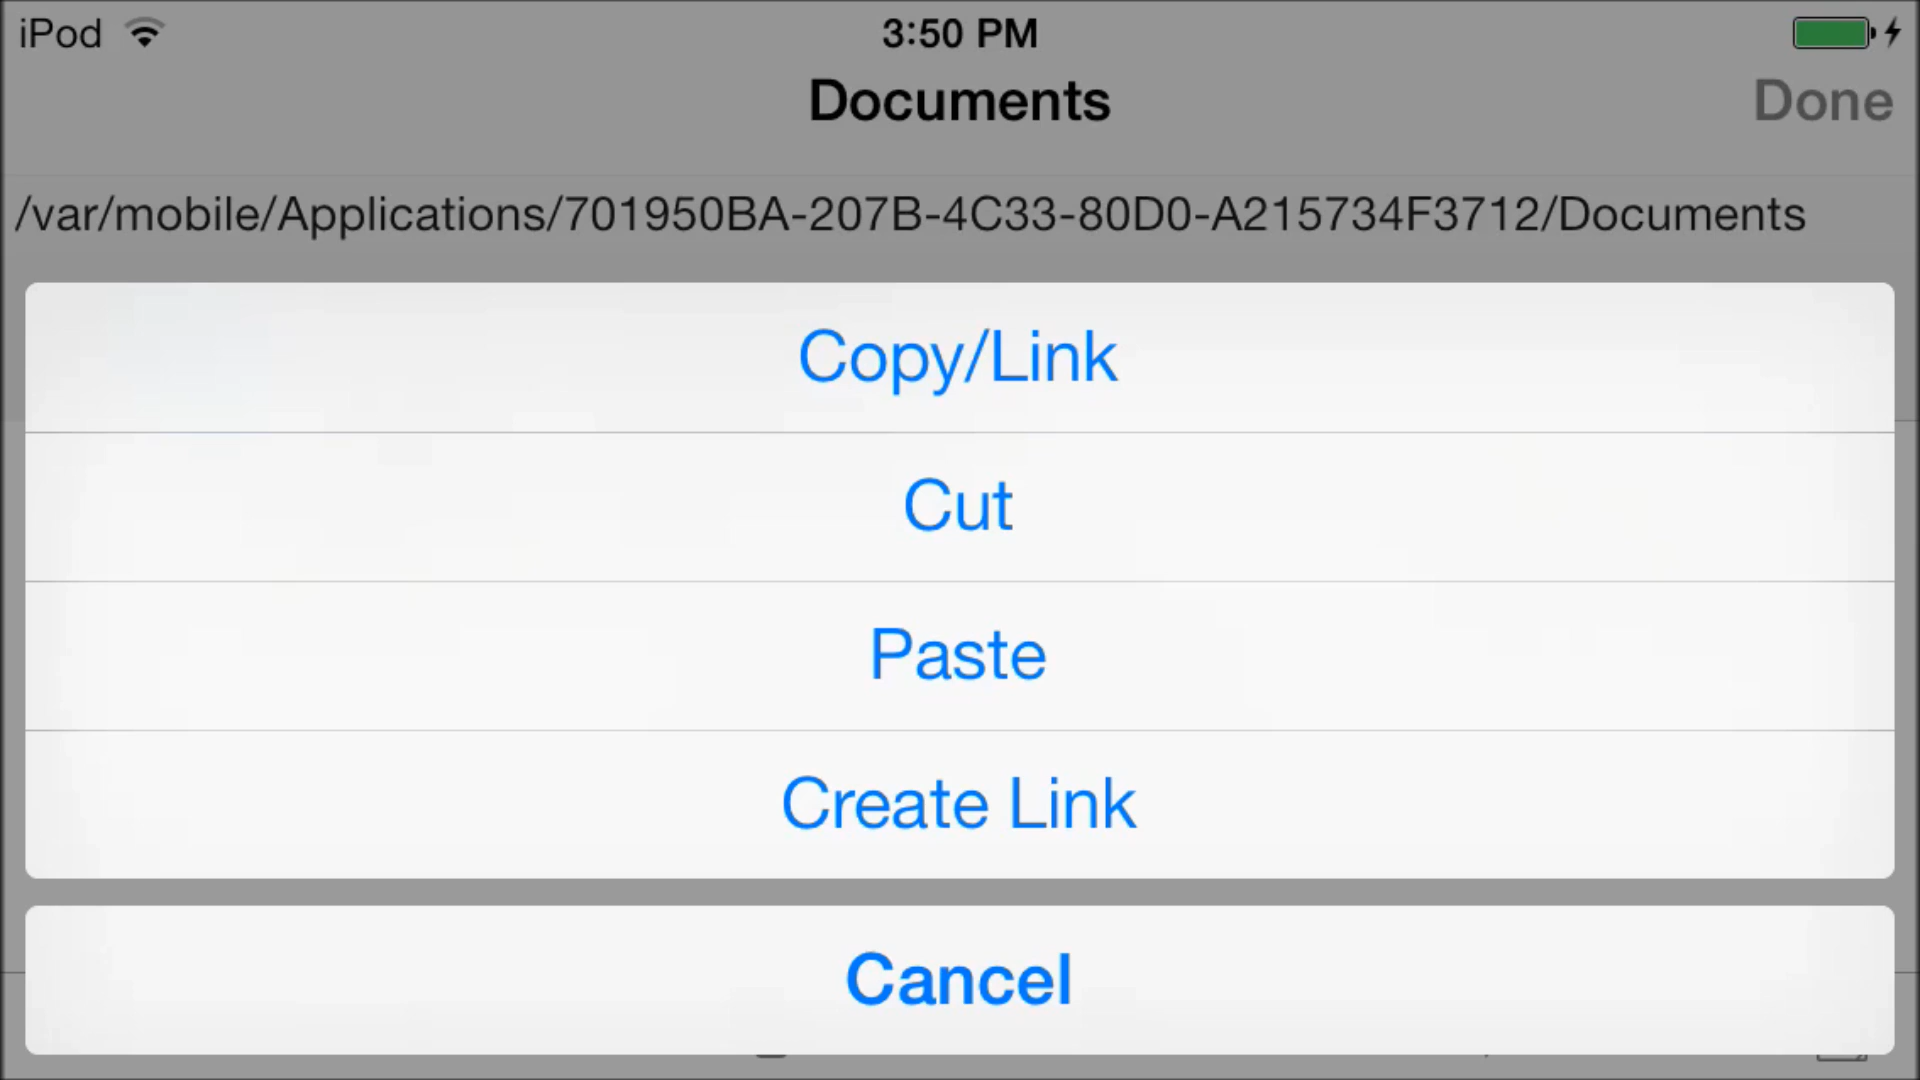 iPod 3:50 PM
Documents Done
/var/mobile/Applications/701950BA-207B-4C33-80D0-A215734F3712/Documents
Copy/Link
Cut
Paste
Create Link
Cancel